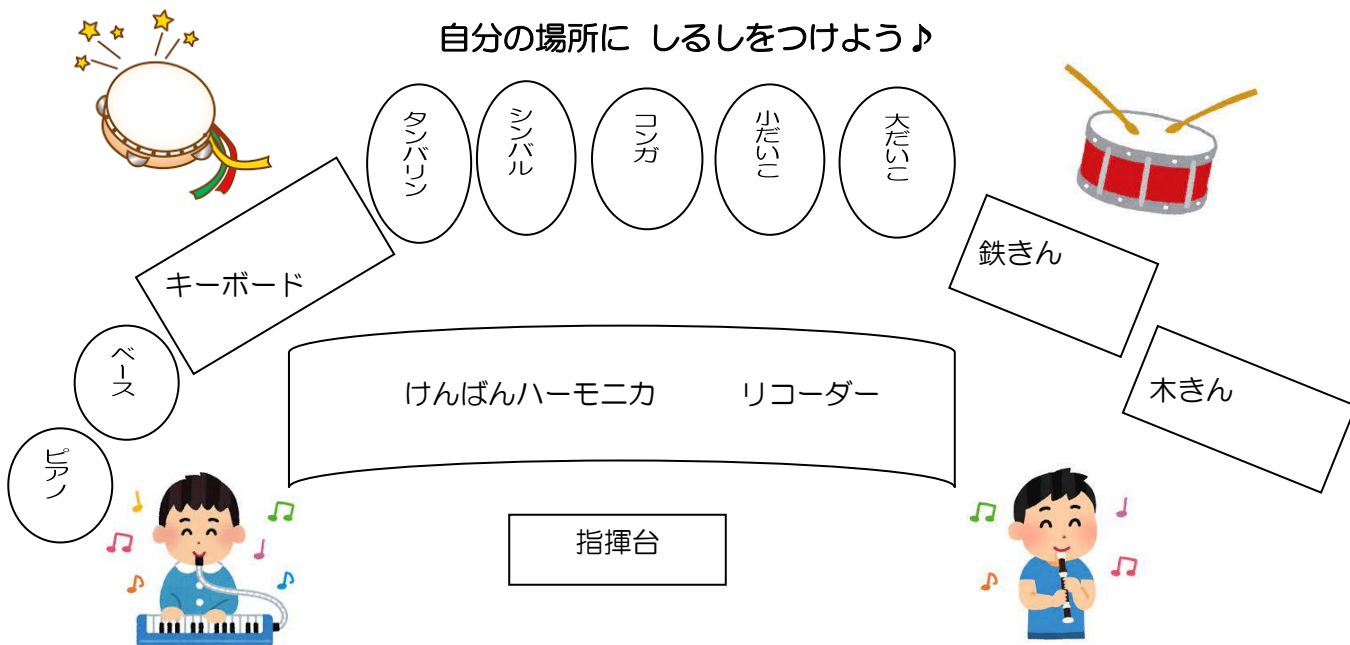 自分の場所に しるしをつけよう♪
タンバリン
シンバル
コンガ
小だいこ
大だいこ
キーボード
鉄きん
ベース
木きん
けんばんハーモニカ リコーダー
ピアノ
指揮台